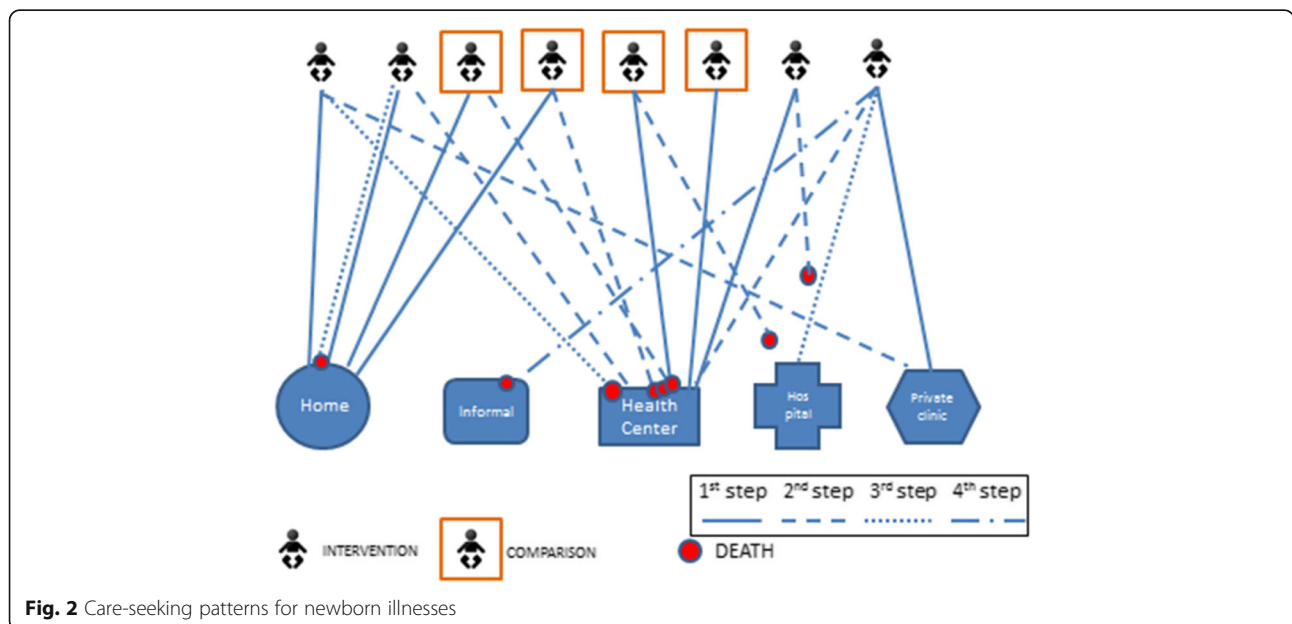 Home
Informal
Health
Center
Hos
pital
Private
clinic
1st step 2nd step 3rd step 4th step
INTERVENTION
COMPARISON
DEATH
Fig. 2 Care-seeking patterns for newborn illnesses